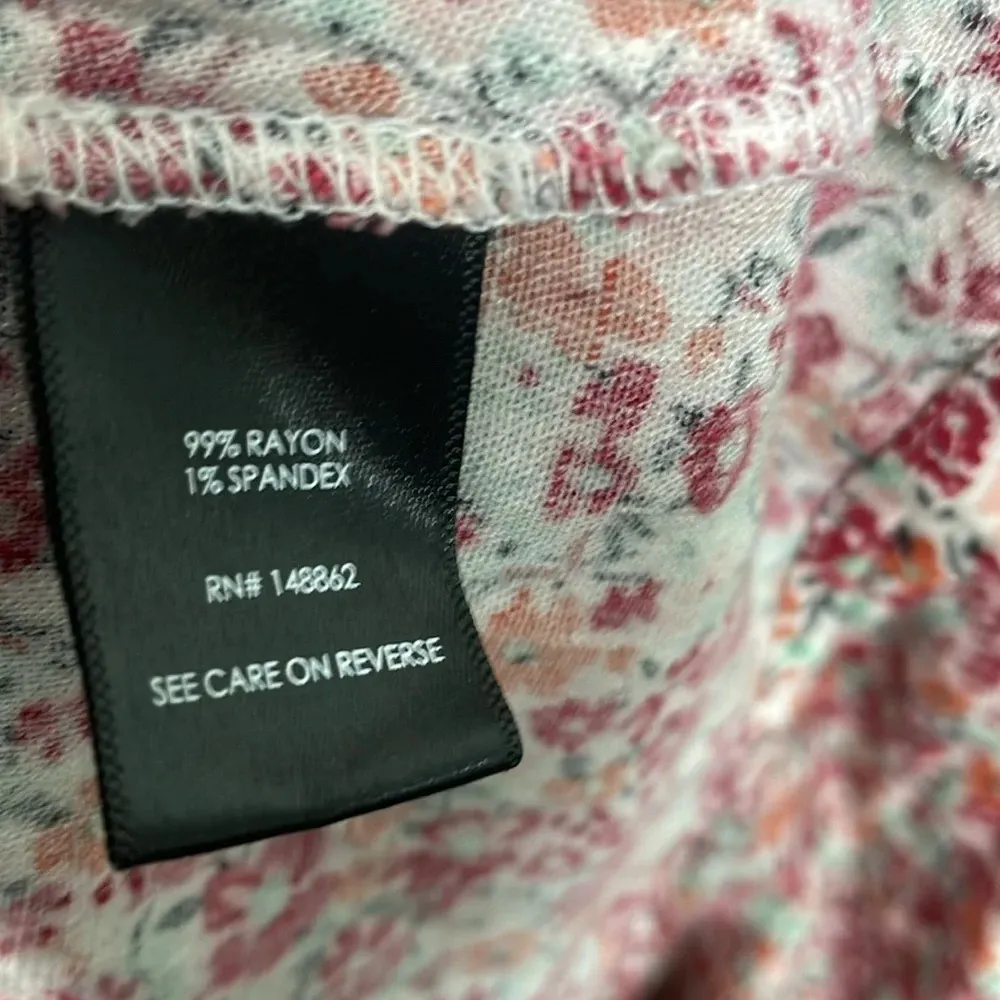 99% RAYON
1% SPANDEX
RN# 148862
SEE CARE ON REVERSE